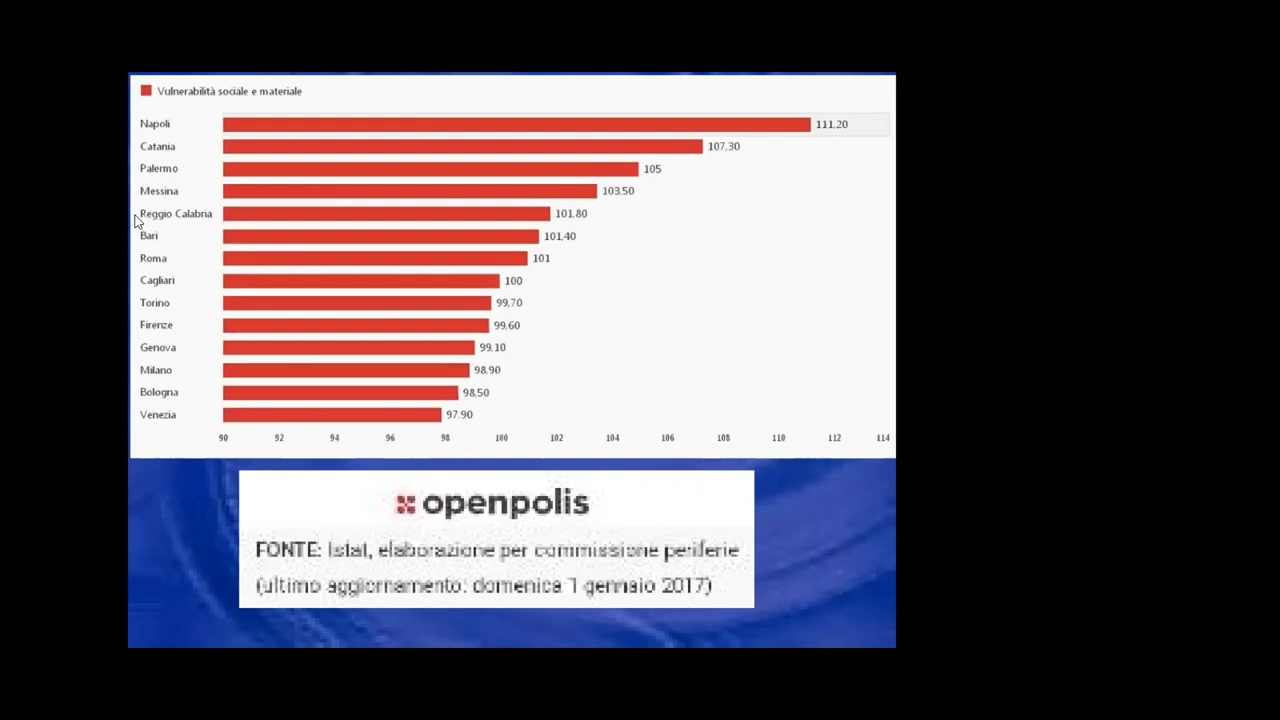 Vulnerabilità sociale e materiale
Napoli 111,20
Catania 107,30
Palermo 105
Messina 103,50
Reggio Calabria 101,80
Bari 101,40
Roma 101
Cagliari 100
Torino 99,70
Firenze 99,60
Genova 99,10
Milano 98,90
Bologna 98,50
Venezia 97,90
90 92 94 96 98 100 102 104 106 108 110 112 114
openpolis
FONTE: Istat, elaborazione per commissione periferie
(ultimo aggiornamento: domenica 1 gennaio 2017)